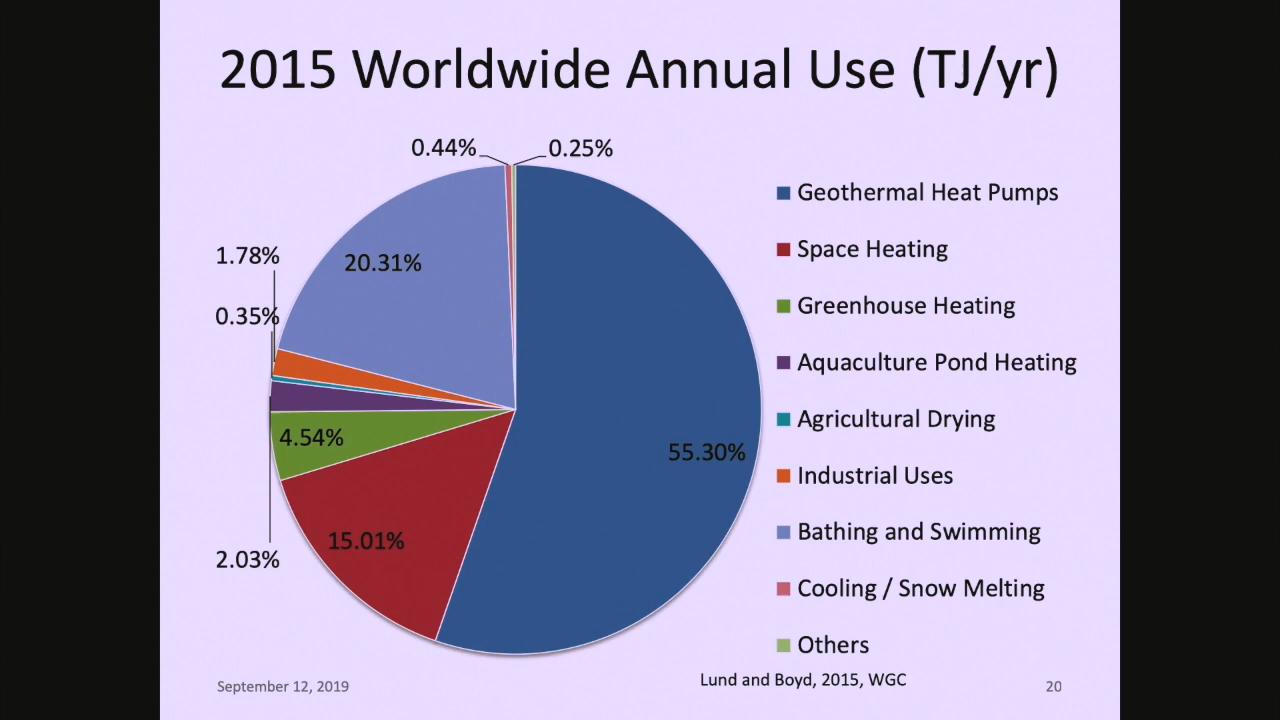 2015 Worldwide Annual Use (TJ/yr)
0.44%
0.25%
1.78%
20.31%
0.35%
4.54%
55.30%
15.01%
2.03%
Geothermal Heat Pumps
Space Heating
Greenhouse Heating
Aquaculture Pond Heating
Agricultural Drying
Industrial Uses
Bathing and Swimming
Cooling / Snow Melting
Others
September 12, 2019
Lund and Boyd, 2015, WGC
20